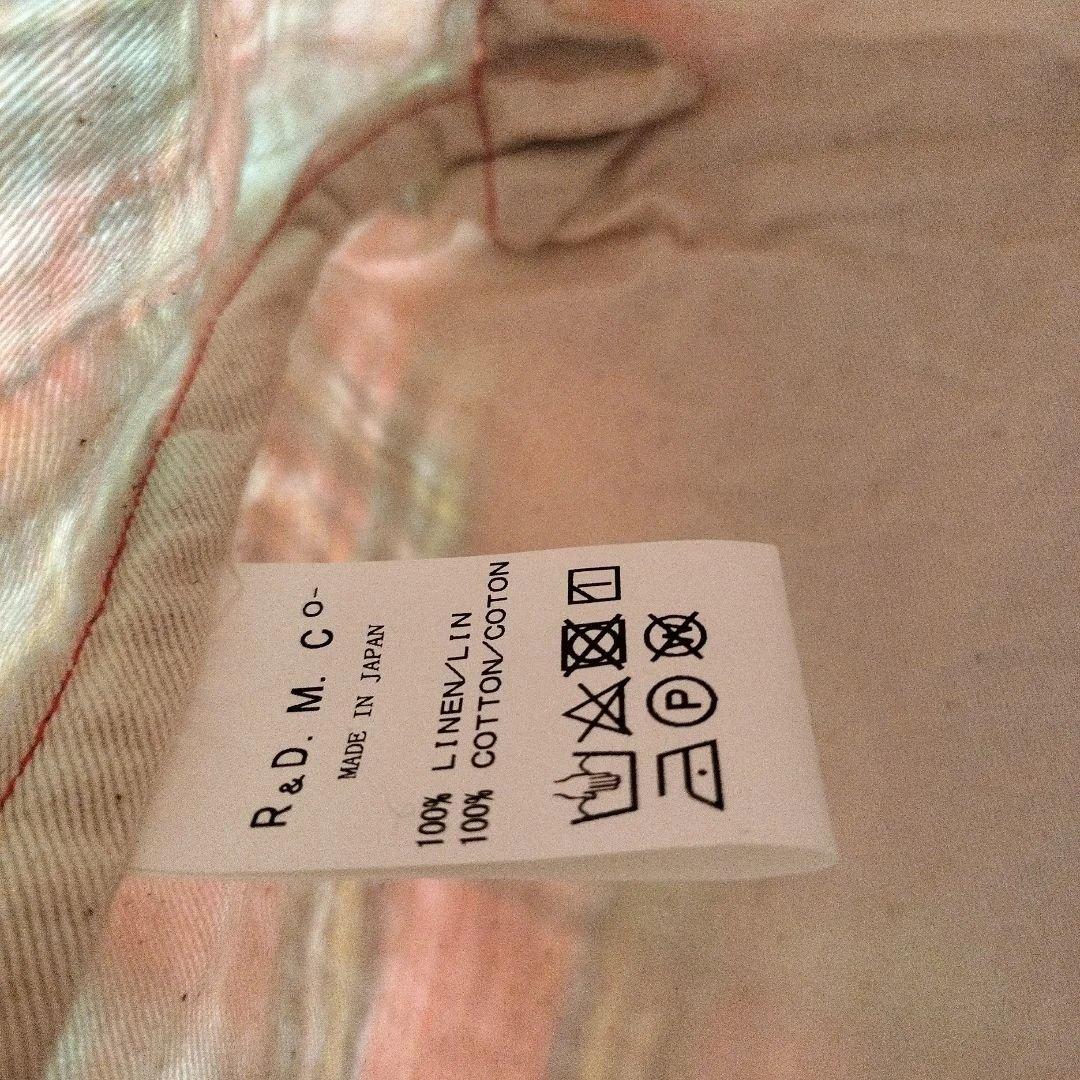 R&D. M. Co-
MADE IN JAPAN
100% LINEN/LIN
100% COTTON/COTON
P
W